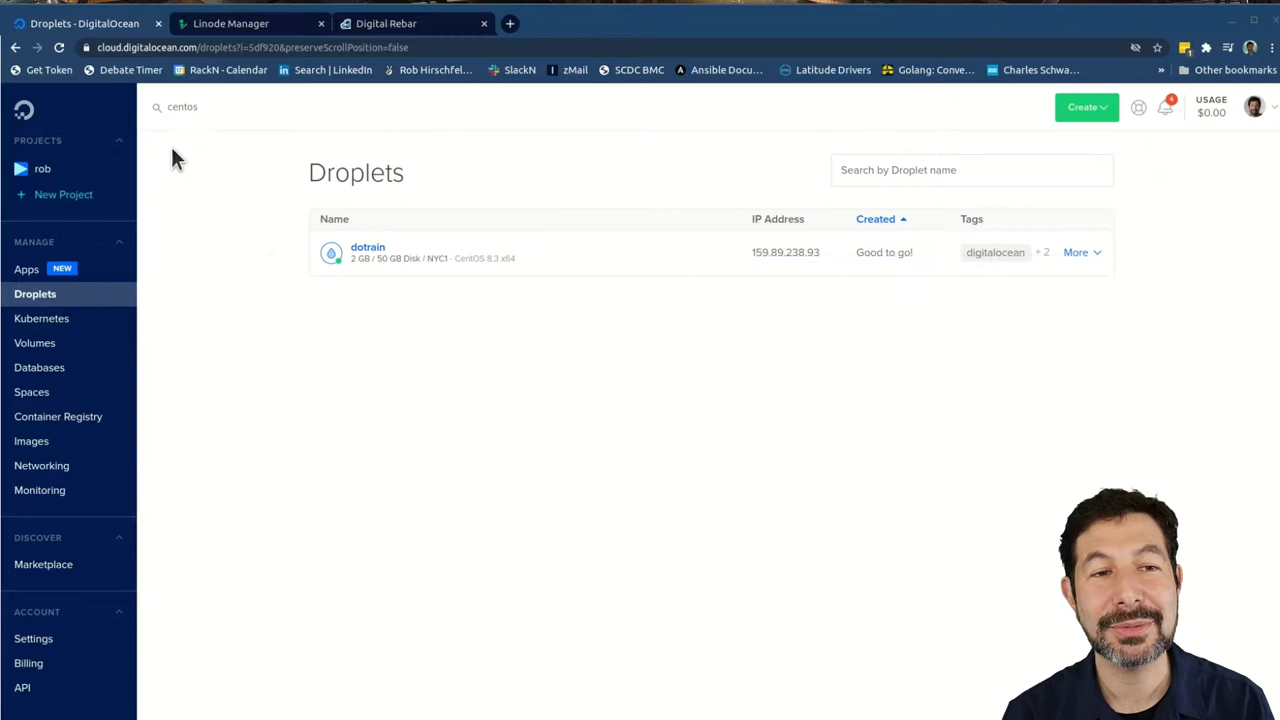 Droplets - DigitalOcean
Linode Manager
Digital Rebar
cloud.digitalocean.com/droplets?i=5df920&preserveScrollPosition=false
Get Token
Debate Timer
RackN - Calendar
Search | LinkedIn
Rob Hirschfel...
SlackN
zMail
SCDC BMC
Ansible Docu...
Latitude Drivers
Golang: Conve...
Charles Schwa...
»
Other bookmarks
centos
Create
4
USAGE
$0.00
PROJECTS
rob
+ New Project
MANAGE
Apps NEW
Droplets
Kubernetes
Volumes
Databases
Spaces
Container Registry
Images
Networking
Monitoring
DISCOVER
Marketplace
ACCOUNT
Settings
Billing
API
Droplets
Search by Droplet name
Name IP Address Created Tags
dotrain
2 GB / 50 GB Disk / NYC1 - CentOS 8.3 x64
159.89.238.93 Good to go! digitalocean + 2 More